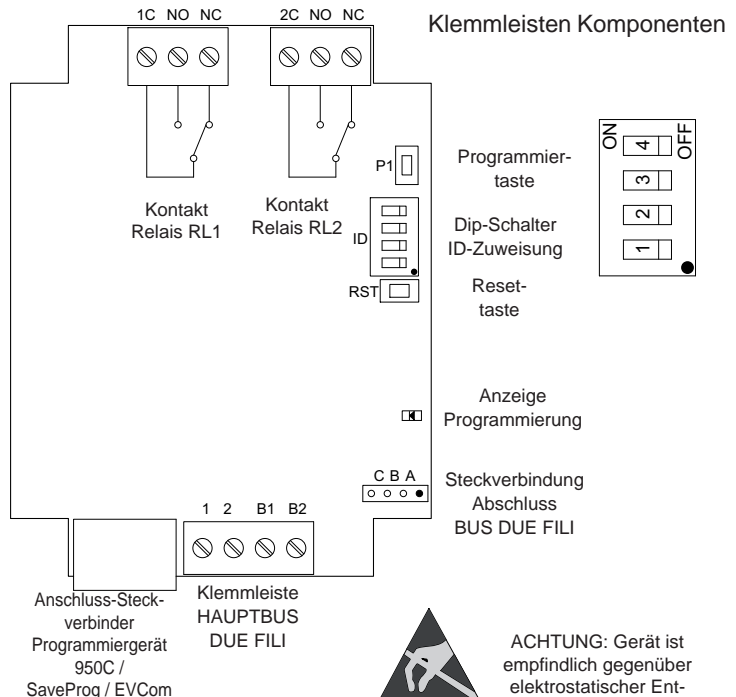 Klemmleisten Komponenten
1C NO NC
2C NO NC
P1
Kontakt
Relais RL1
Kontakt
Relais RL2
ID
RST
Programmier-
taste
Dip-Schalter
ID-Zuweisung
Reset-
taste
ON
OFF
4
3
2
1
Anzeige
Programmierung
C B A
Steckverbindung
Abschluss
BUS DUE FILI
1 2 B1 B2
Anschluss-Steck-
verbinder
Programmiergerät
950C /
SaveProg / EVCom
Klemmleiste
HAUPTBUS
DUE FILI
ACHTUNG: Gerät ist
empfindlich gegenüber
elektrostatischer Ent-